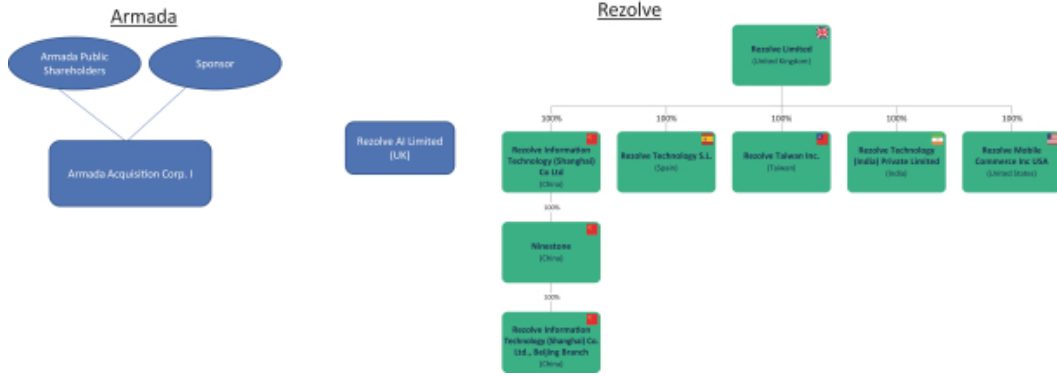 Armada
Rezolve
Armada Public
Shareholders
Sponsor
Armada Acquisition Corp. I
Rezolve AI Limited
(UK)
Rezolve Limited
(United Kingdom)
100%
100%
100%
100%
100%
Rezolve Information
Technology (Shanghai)
Co Ltd
(China)
Rezolve Technology S.L.
(Spain)
Rezolve Taiwan Inc.
(Taiwan)
Rezolve Technology
(India) Private Limited
(India)
Rezolve Mobile
Commerce Inc USA
(United States)
100%
Ninestone
(China)
100%
Rezolve Information
Technology (Shanghai) Co.
Ltd., Beijing Branch
(China)